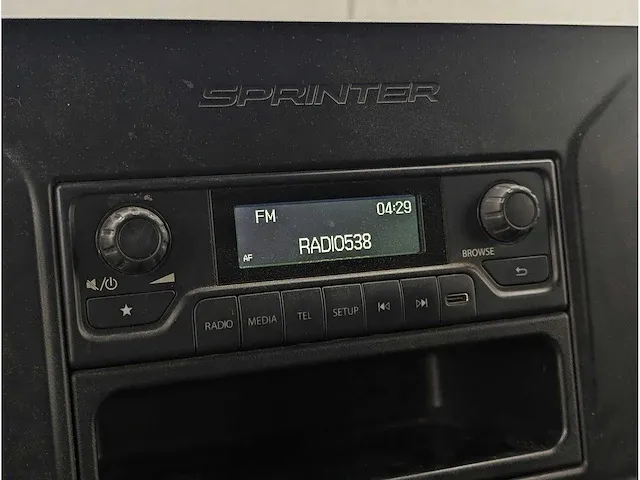 SPRINTER
FM 04:29
RADIO538
AF
BROWSE
RADIO MEDIA TEL SETUP